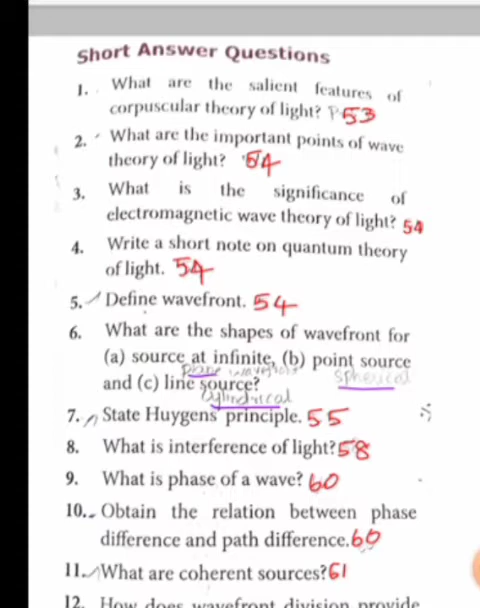 Short Answer Questions
1. What are the salient features of
corpuscular theory of light? P53
2. What are the important points of wave
theory of light? 54
3. What is the significance of
electromagnetic wave theory of light? 54
4. Write a short note on quantum theory
of light. 54
5. Define wavefront. 54
6. What are the shapes of wavefront for
(a) source at infinite, (b) point source
plane wavefront spherical
and (c) line source?
cylindrical
7. State Huygens' principle. 55
8. What is interference of light? 58
9. What is phase of a wave? 60
10. Obtain the relation between phase
difference and path difference. 60
11. What are coherent sources? 61
12. How does wavefront division provide